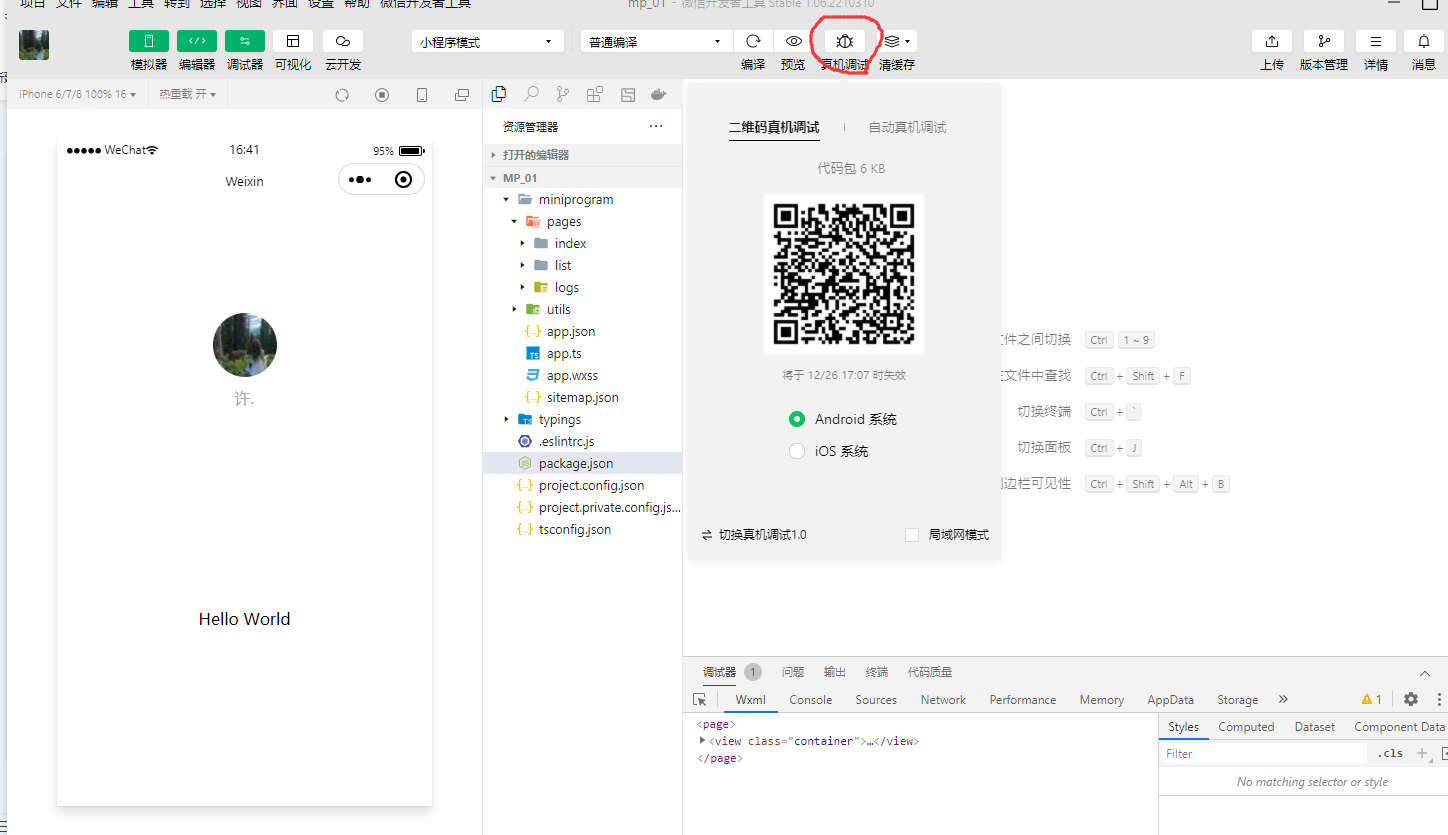 项目 文件 编辑 工具 转到 选择 视图 界面 设置 帮助 微信开发者工具
mp_01 - 微信开发者工具 Stable 1.06.2210310
模拟器 编辑器 调试器 可视化 云开发
小程序模式
普通编译
编译 预览 真机调试 清缓存
上传 版本管理 详情 消息
iPhone 6/7/8 100% 16
热重载 开
WeChat
16:41
95%
Weixin
许.
Hello World
资源管理器
打开的编辑器
MP_01
miniprogram
pages
index
list
logs
utils
app.json
app.ts
app.wxss
sitemap.json
typings
.eslintrc.js
package.json
project.config.json
project.private.config.js...
tsconfig.json
二维码真机调试
自动真机调试
代码包 6 KB
将于 12/26 17:07 时失效
Android 系统
iOS 系统
切换真机调试1.0
局域网模式
件之间切换 Ctrl 1 ~ 9
文件中查找 Ctrl + Shift + F
切换终端 Ctrl + `
切换面板 Ctrl + J
边栏可见性 Ctrl + Shift + Alt + B
调试器 1 问题 输出 终端 代码质量
Wxml Console Sources Network Performance Memory AppData Storage » 1
<page>
<view class="container">…</view>
</page>
Styles Computed Dataset Component Data
Filter
.cls +
No matching selector or style